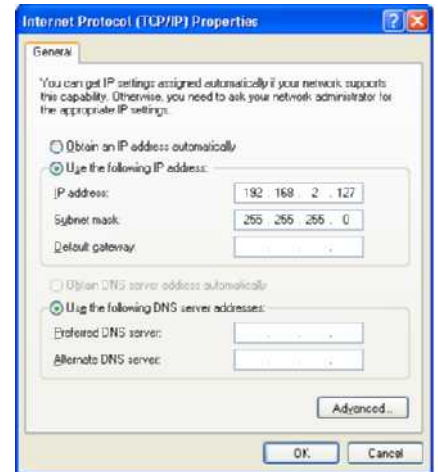 Internet Protocol (TCP/IP) Properties
General
You can get IP settings assigned automatically if your network supports
this capability. Otherwise, you need to ask your network administrator for
the appropriate IP settings.
Obtain an IP address automatically
Use the following IP address:
IP address: 192 . 168 . 2 . 127
Subnet mask: 255 . 255 . 255 . 0
Default gateway: . . .
Obtain DNS server address automatically
Use the following DNS server addresses:
Preferred DNS server: . . .
Alternate DNS server: . . .
Advanced...
OK Cancel